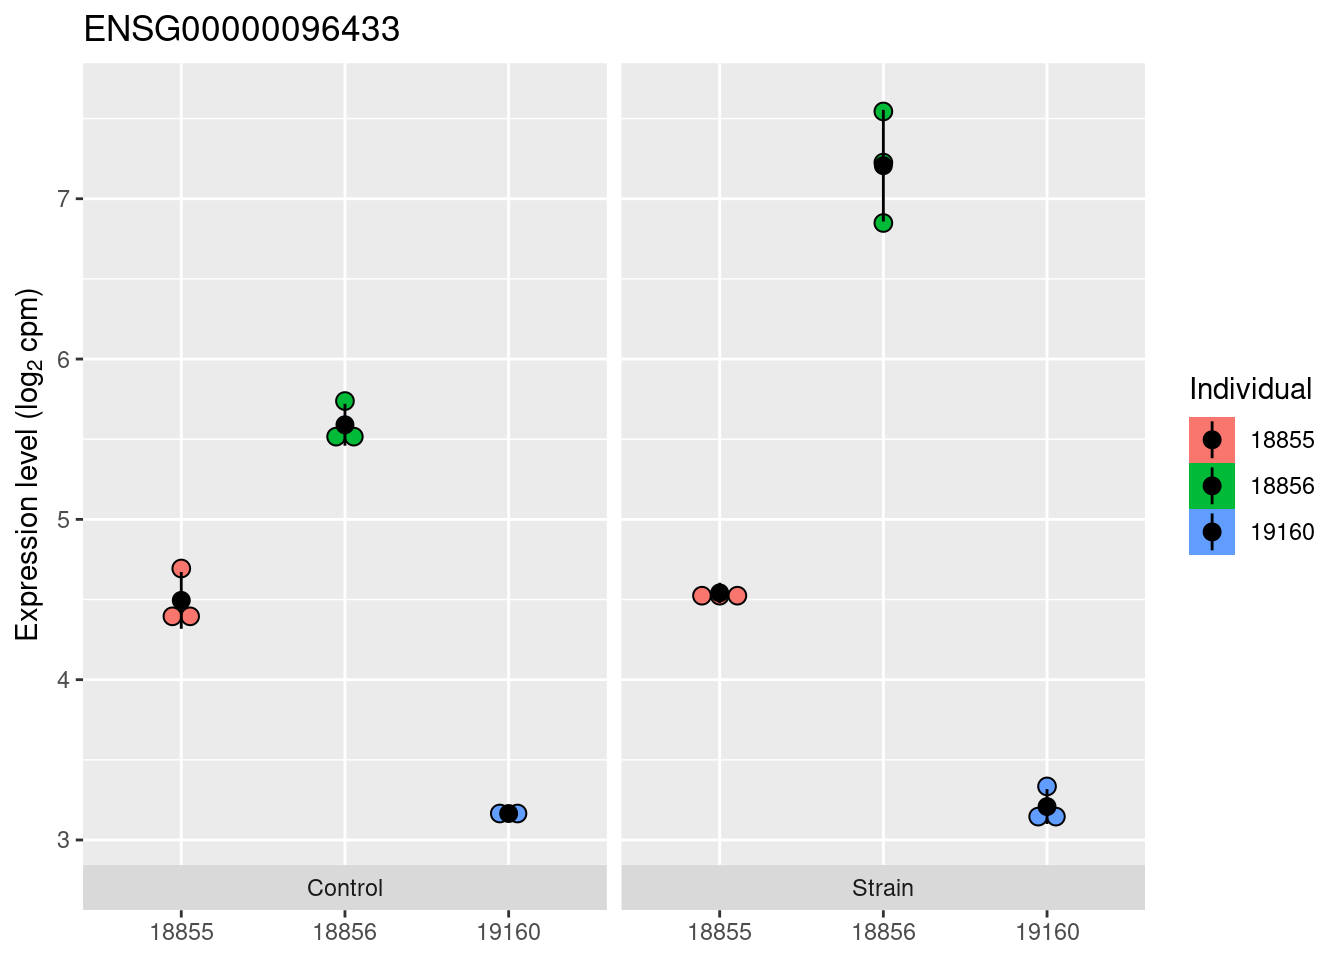 ENSG00000096433
Expression level (log2 cpm)
7
6
5
4
3
Control
Strain
18855
18856
19160
18855
18856
19160
Individual
18855
18856
19160